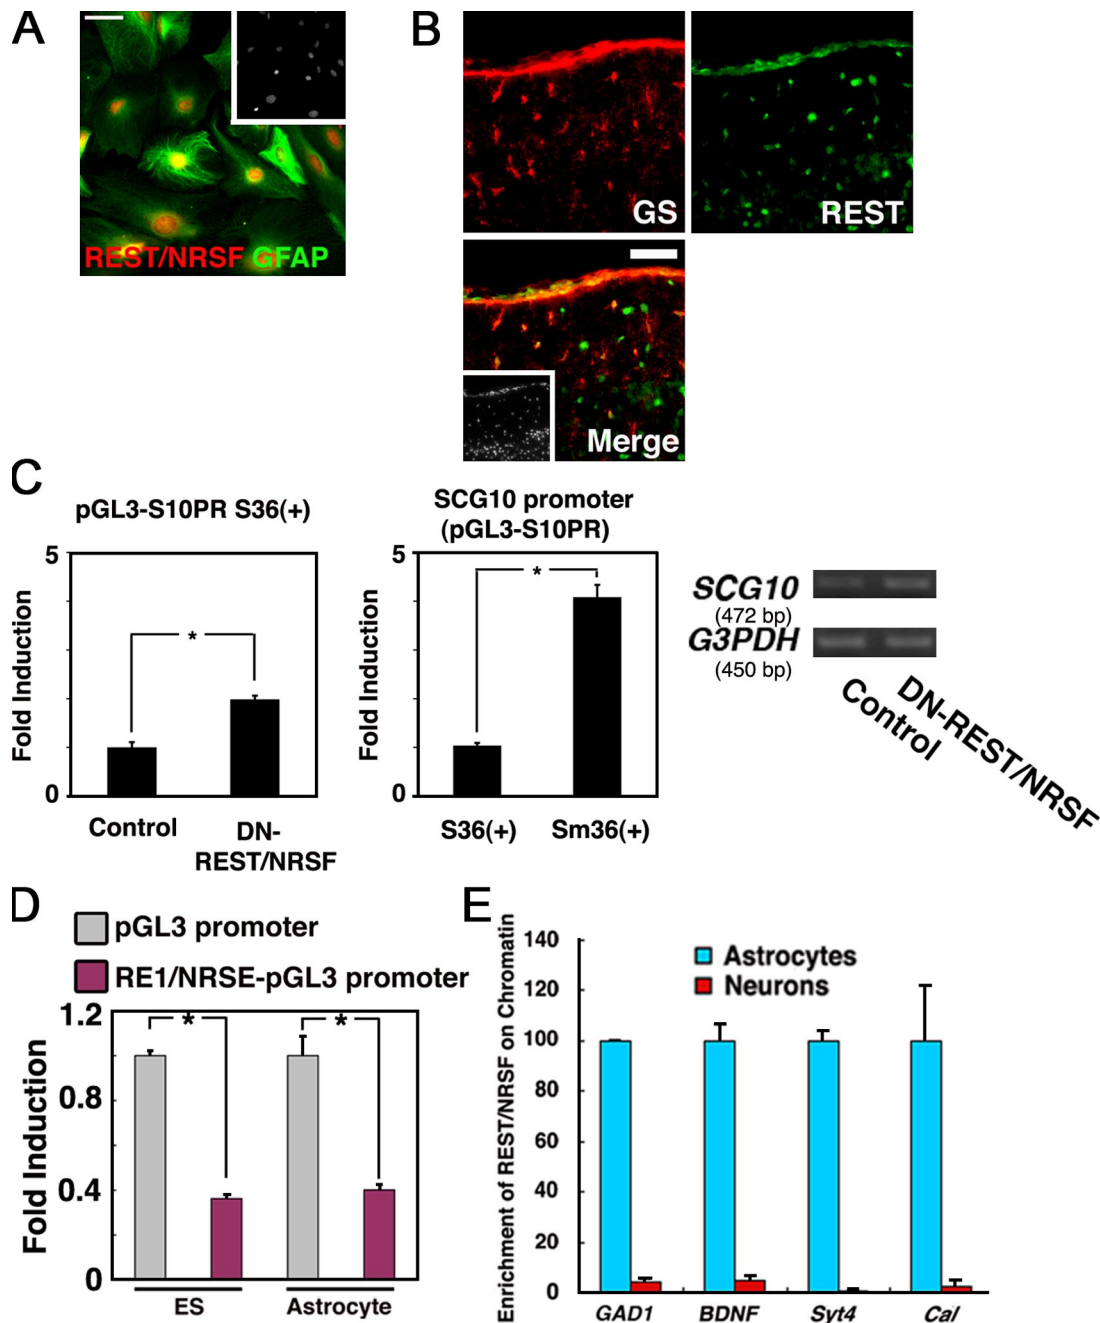 A
REST/NRSF GFAP
B
GS
REST
Merge
C
pGL3-S10PR S36(+)
5
0
Fold Induction
*
Control
DN-
REST/NRSF
SCG10 promoter
(pGL3-S10PR)
5
0
Fold Induction
*
S36(+)
Sm36(+)
SCG10
(472 bp)
G3PDH
(450 bp)
Control
DN-REST/NRSF
D
pGL3 promoter
RE1/NRSE-pGL3 promoter
1.2
0.8
0.4
0
Fold Induction
*
*
ES
Astrocyte
E
Enrichment of REST/NRSF on Chromatin
140
120
100
80
60
40
20
0
Astrocytes
Neurons
GAD1
BDNF
Syt4
Cal